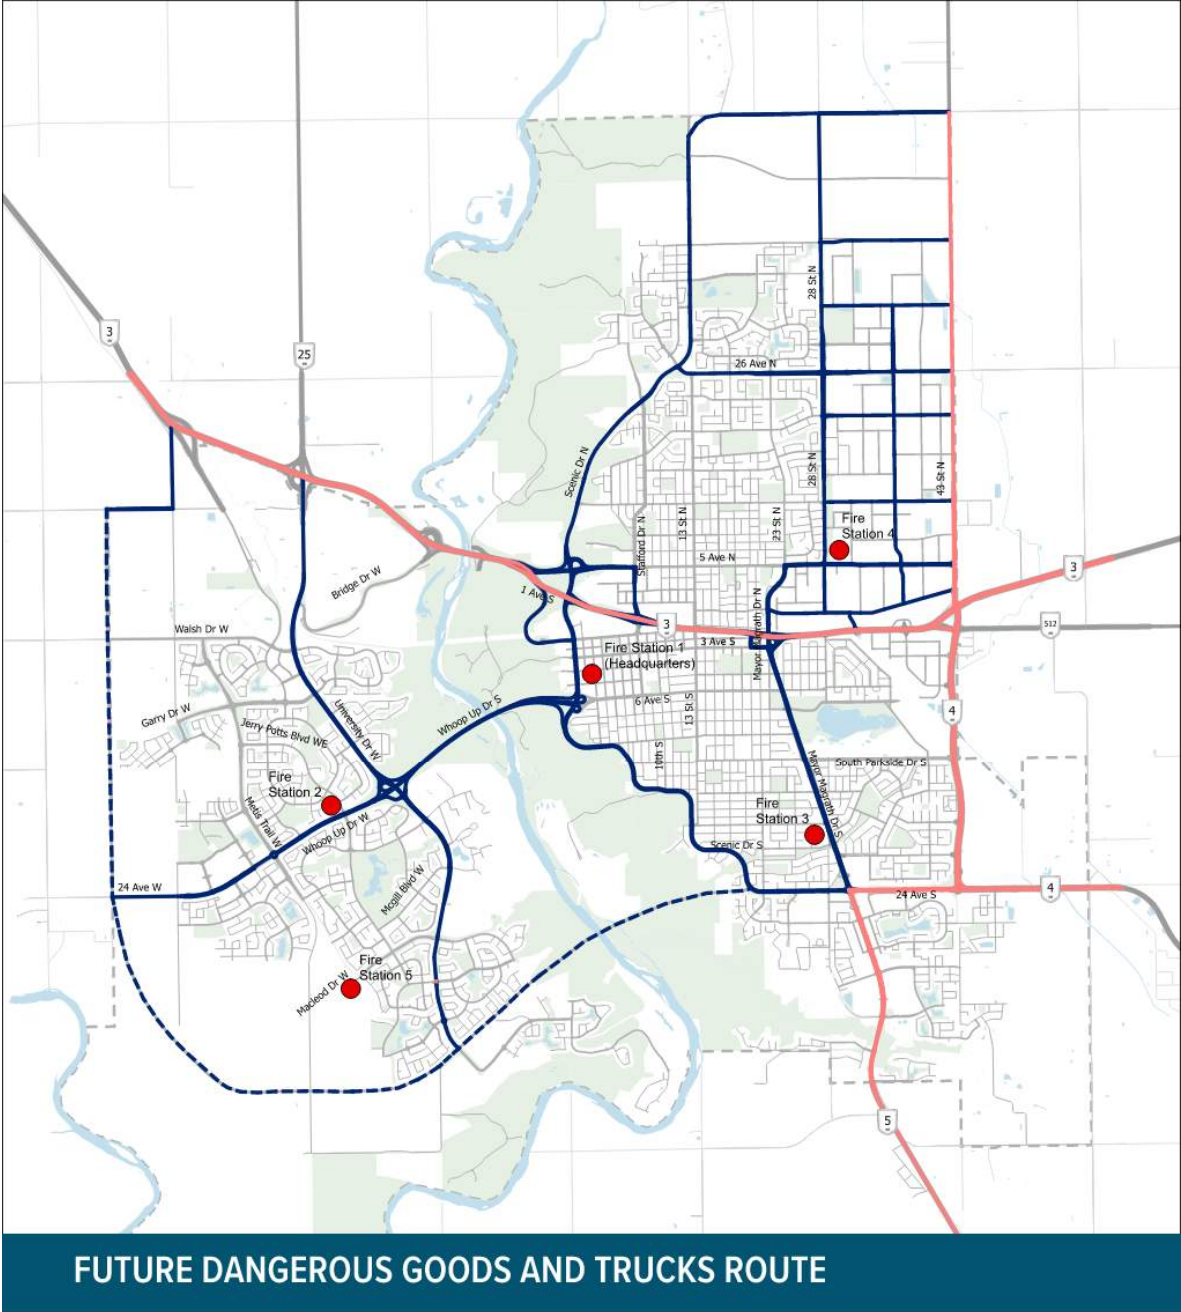 28 St N
3
25
26 Ave N
Scenic Dr N
28 St N
43 St N
Fire
Station 4
Stafford Dr N
13 St N
23 St N
5 Ave N
3
Bridge Dr W
1 Ave S
Mayor Magrath Dr N
3
512
Walsh Dr W
3 Ave S
Fire Station 1
(Headquarters)
6 Ave S
13 St S
Garry Dr W
Jerry Potts Blvd WE
University Dr W
Whoop Up Dr S
4
10th S
South Parkside Dr S
Mayor Magrath Dr S
Fire
Station 2
Metis Trail W
Whoop Up Dr W
Fire
Station 3
Scenic Dr S
24 Ave W
Mcgill Blvd W
24 Ave S
4
Fire
Station 5
Macleod Dr W
5
FUTURE DANGEROUS GOODS AND TRUCKS ROUTE